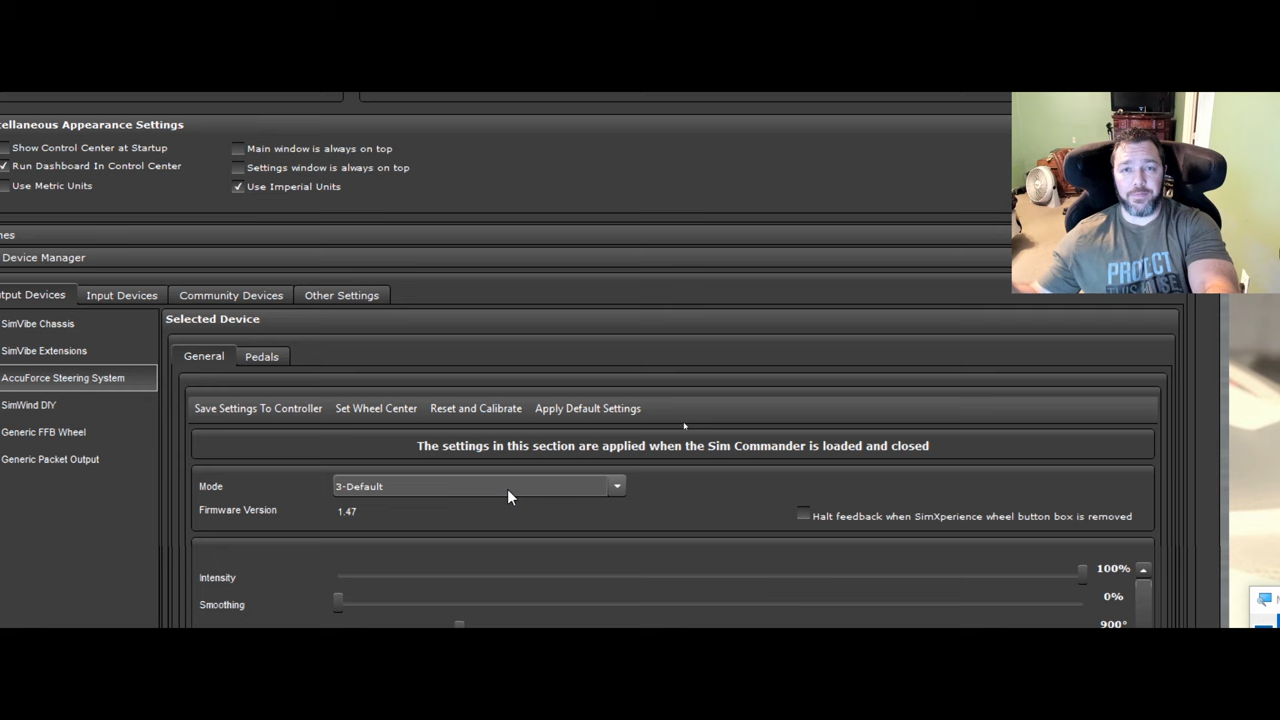 ellaneous Appearance Settings
Show Control Center at Startup
Main window is always on top
Run Dashboard In Control Center
Settings window is always on top
Use Metric Units
Use Imperial Units
nes
Device Manager
tput Devices
Input Devices
Community Devices
Other Settings
SimVibe Chassis
SimVibe Extensions
AccuForce Steering System
SimWind DIY
Generic FFB Wheel
Generic Packet Output
Selected Device
General
Pedals
Save Settings To Controller
Set Wheel Center
Reset and Calibrate
Apply Default Settings
The settings in this section are applied when the Sim Commander is loaded and closed
Mode
3-Default
Firmware Version
1.47
Halt feedback when SimXperience wheel button box is removed
Intensity
100%
Smoothing
0%
900°
PROTECT
THIS HOUSE.